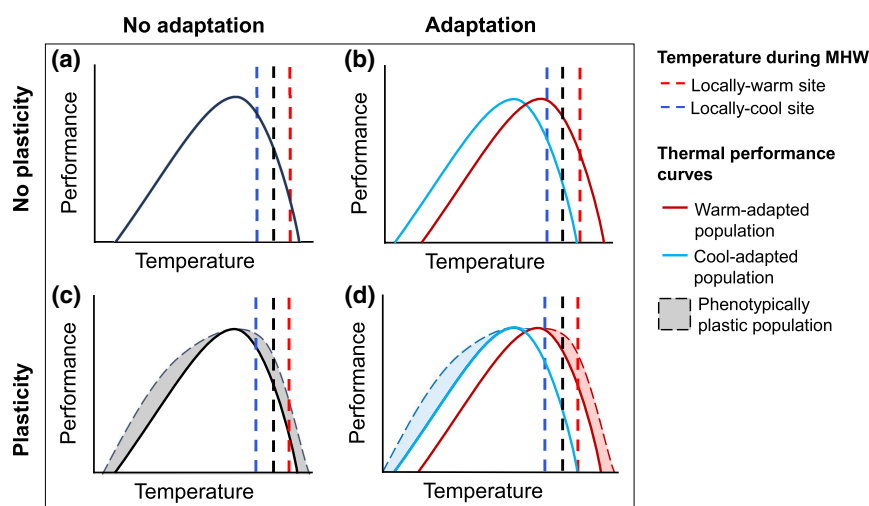 No adaptation
Adaptation
No plasticity
Plasticity
(a)
Performance
Temperature
(b)
Performance
Temperature
(c)
Performance
Temperature
(d)
Performance
Temperature
Temperature during MHW
Locally-warm site
Locally-cool site
Thermal performance
curves
Warm-adapted
population
Cool-adapted
population
Phenotypically
plastic population